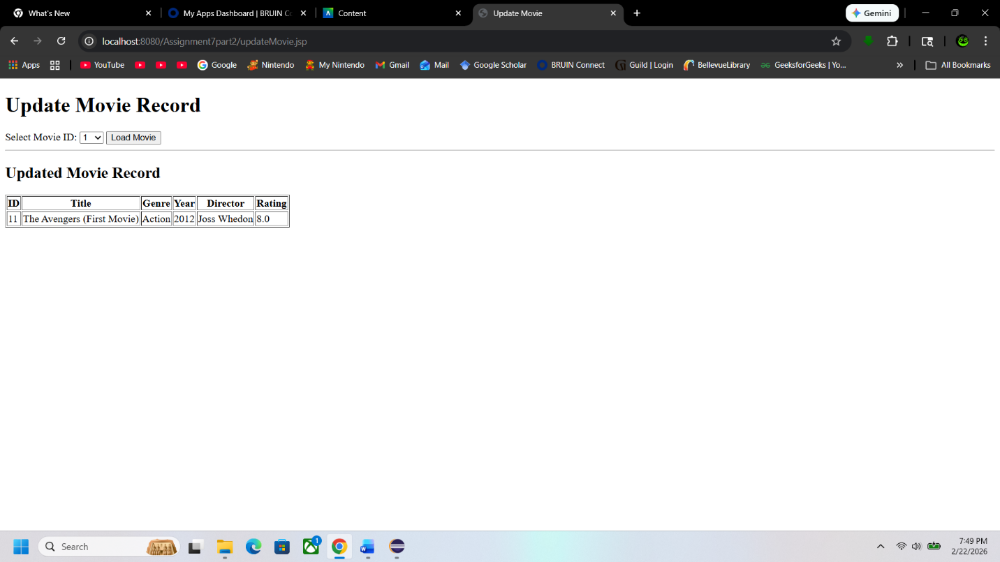 What's New
My Apps Dashboard | BRUIN Co
Content
Update Movie
Gemini
localhost:8080/Assignment7part2/updateMovie.jsp
Apps
YouTube
Google
Nintendo
My Nintendo
Gmail
Mail
Google Scholar
BRUIN Connect
Guild | Login
BellevueLibrary
GeeksforGeeks | Yo...
All Bookmarks
Update Movie Record
Select Movie ID: 1 Load Movie
Updated Movie Record
ID Title Genre Year Director Rating
11 The Avengers (First Movie) Action 2012 Joss Whedon 8.0
Search
1
7:49 PM
2/22/2026